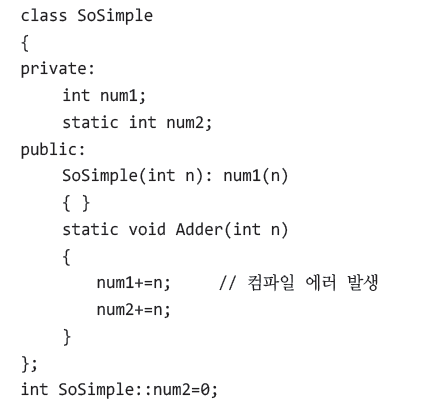 class SoSimple
{
private:
    int num1;
    static int num2;
public:
    SoSimple(int n): num1(n)
    { }
    static void Adder(int n)
    {
        num1+=n;     // 컴파일 에러 발생
        num2+=n;
    }
};
int SoSimple::num2=0;